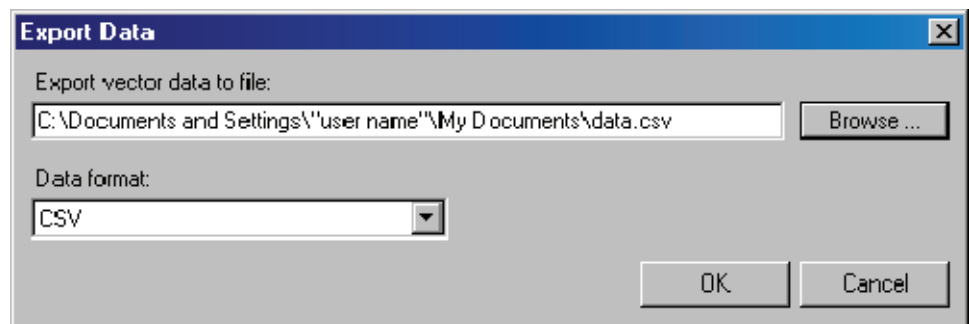 Export Data
Export vector data to file:
C:\Documents and Settings\"user name"\My Documents\data.csv
Browse ...
Data format:
CSV
OK
Cancel